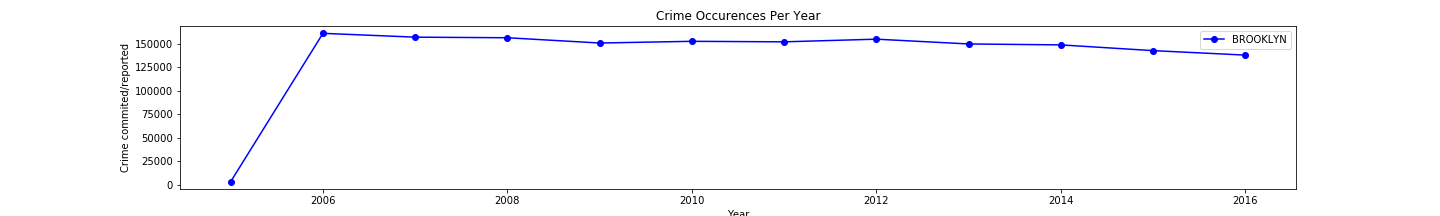 Crime Occurences Per Year
Crime commited/reported
150000
125000
100000
75000
50000
25000
0
BROOKLYN
2006 2008 2010 2012 2014 2016
Year